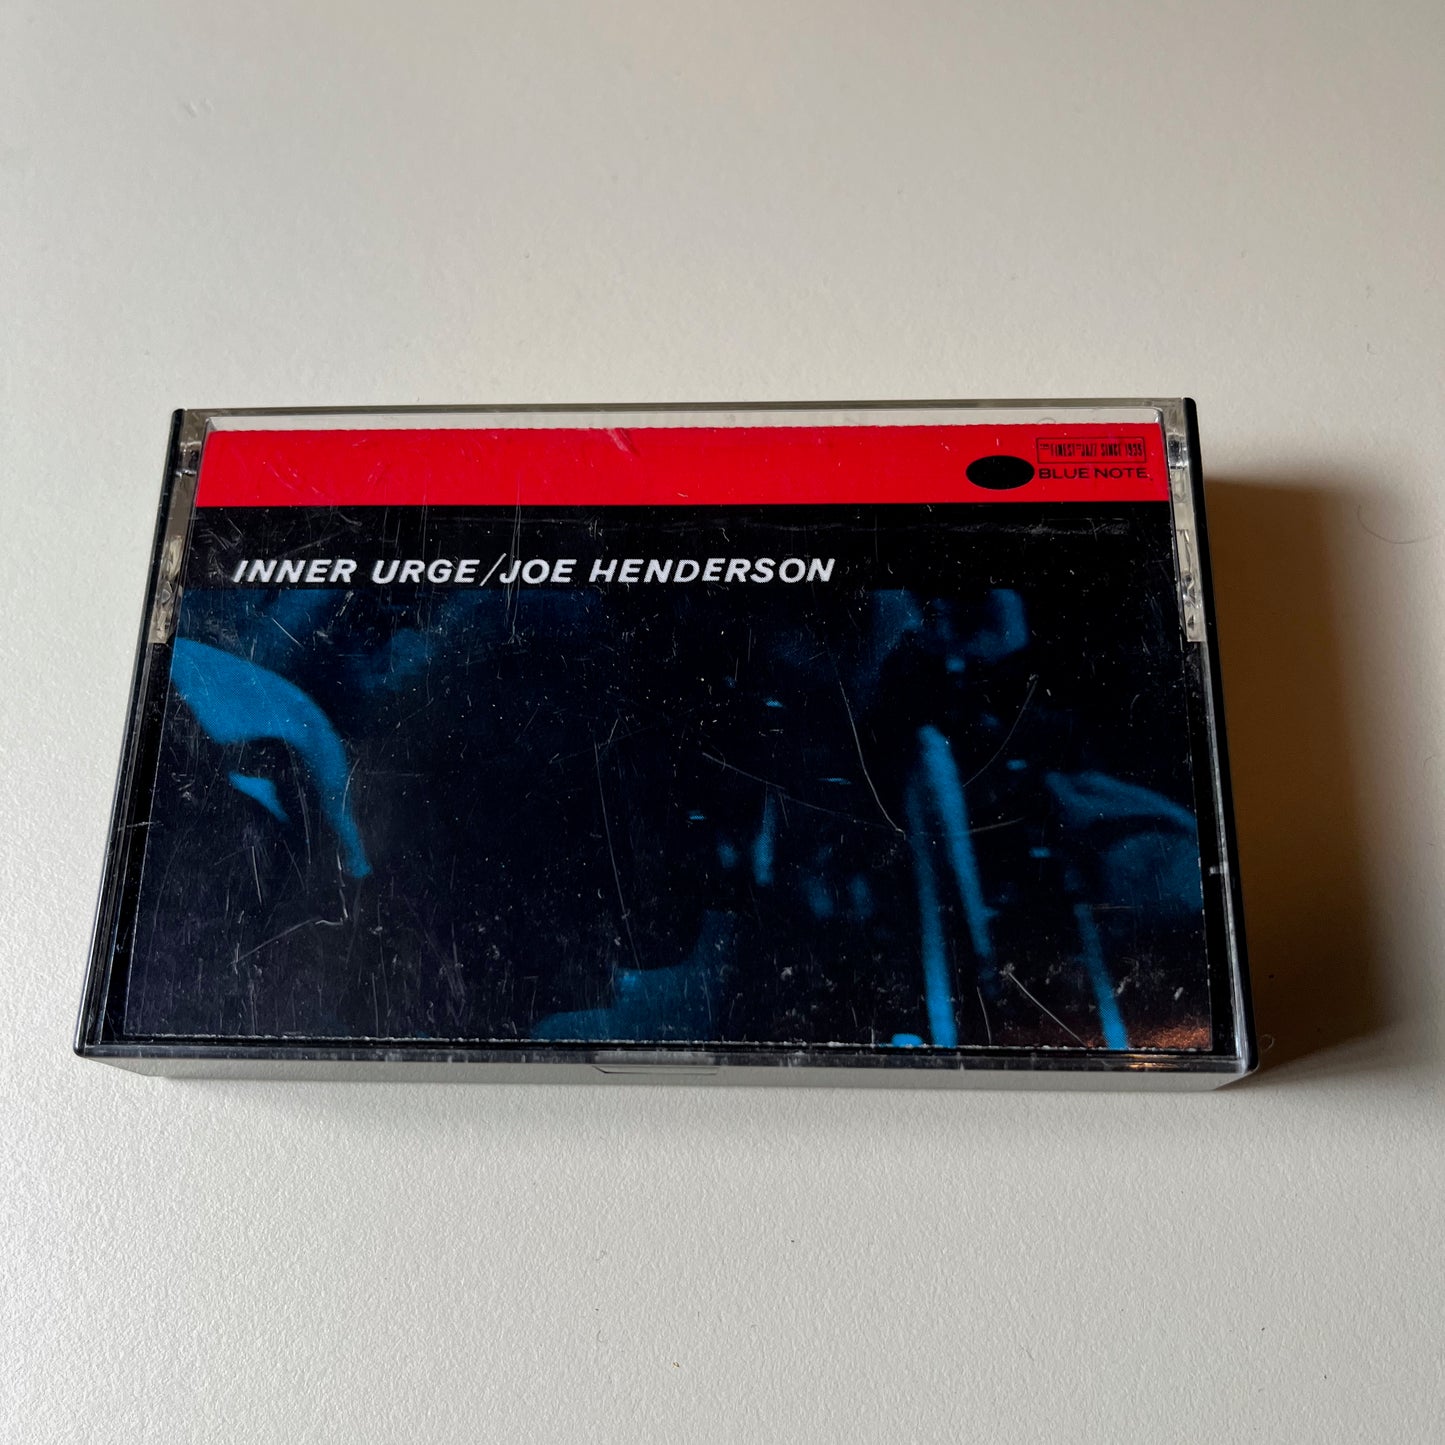 THE FINEST IN JAZZ SINCE 1939
BLUE NOTE
INNER URGE/JOE HENDERSON